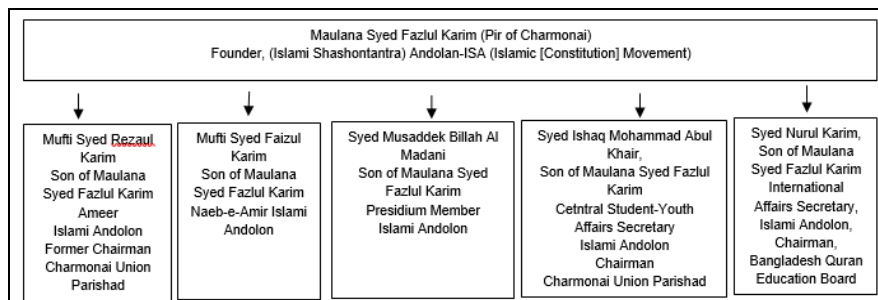 Maulana Syed Fazlul Karim (Pir of Charmonai)
Founder, (Islami Shashontantra) Andolan-ISA (Islamic [Constitution] Movement)
Mufti Syed Rezaul
Karim
Son of Maulana
Syed Fazlul Karim
Ameer
Islami Andolon
Former Chairman
Charmonai Union
Parishad
Mufti Syed Faizul
Karim
Son of Maulana
Syed Fazlul Karim
Naeb-e-Amir Islami
Andolon
Syed Musaddek Billah Al
Madani
Son of Maulana Syed
Fazlul Karim
Presidium Member
Islami Andolon
Syed Ishaq Mohammad Abul
Khair,
Son of Maulana Syed Fazlul
Karim
Cetntral Student-Youth
Affairs Secretary
Islami Andolon
Chairman
Charmonai Union Parishad
Syed Nurul Karim,
Son of Maulana
Syed Fazlul Karim
International
Affairs Secretary,
Islami Andolon,
Chairman,
Bangladesh Quran
Education Board